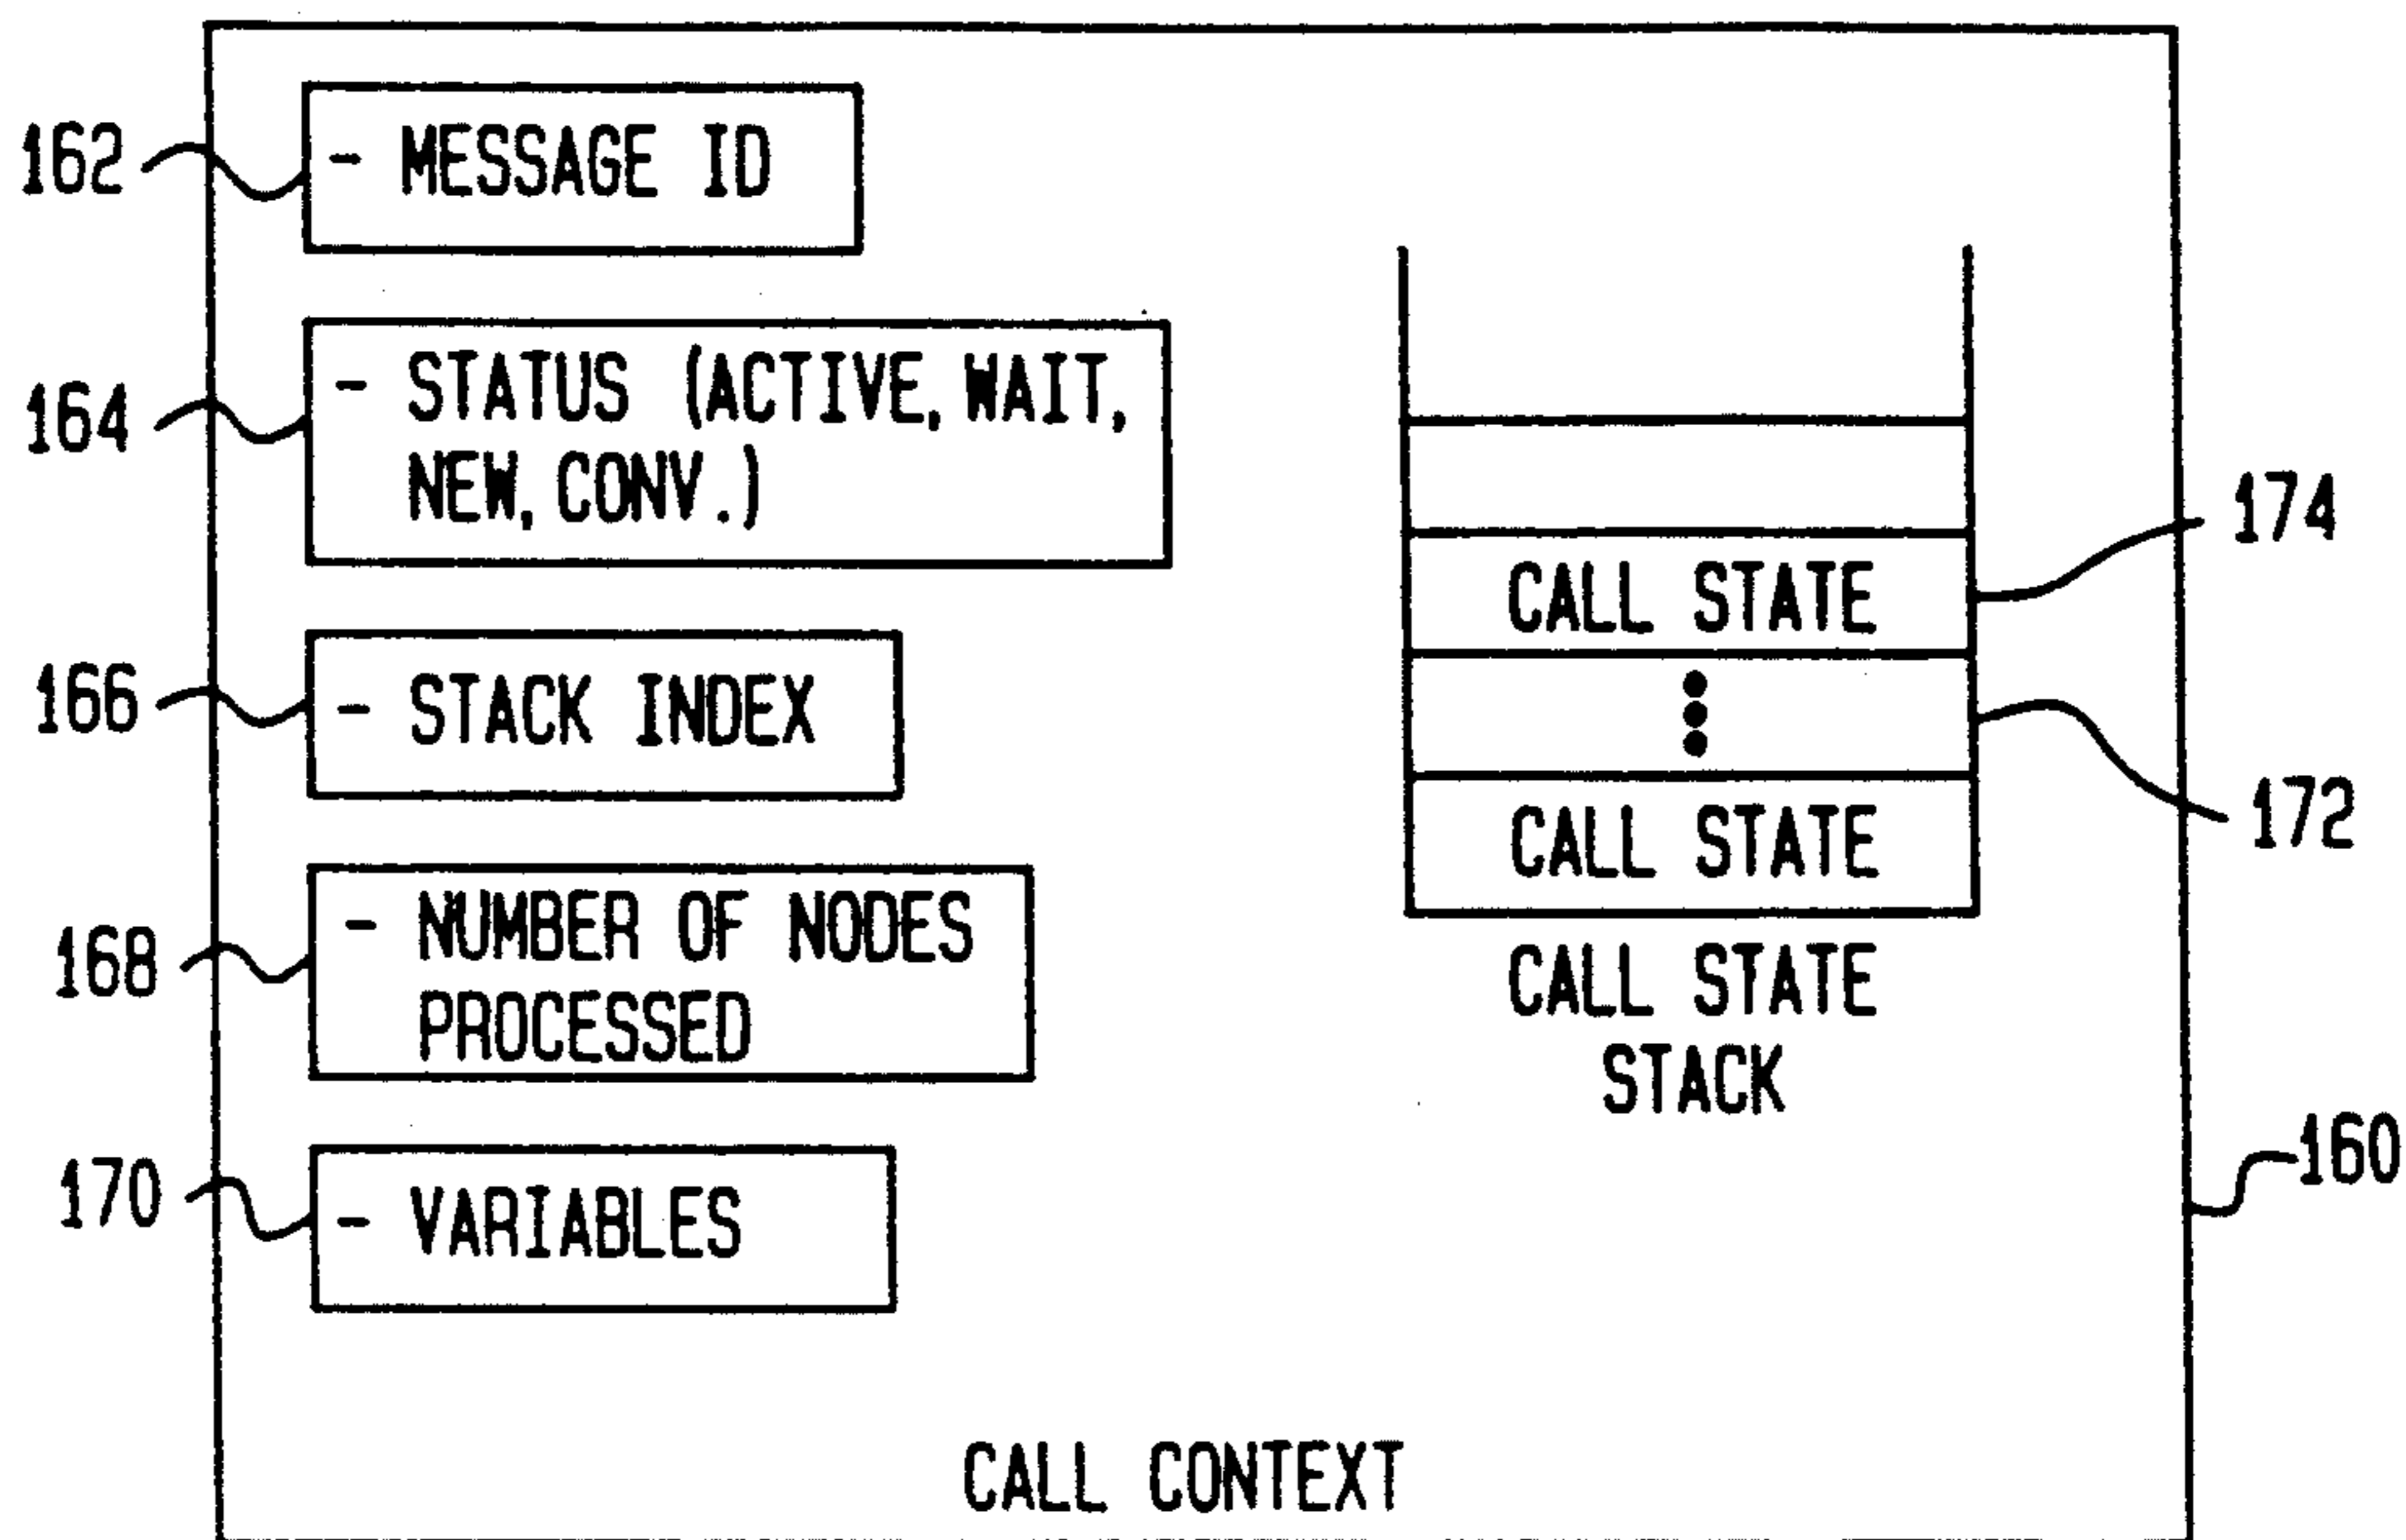 162
- MESSAGE ID
164
- STATUS (ACTIVE, WAIT,
NEW, CONV.)
166
- STACK INDEX
168
- NUMBER OF NODES
PROCESSED
170
- VARIABLES
CALL STATE
174
172
CALL STATE
CALL STATE
STACK
160
CALL CONTEXT